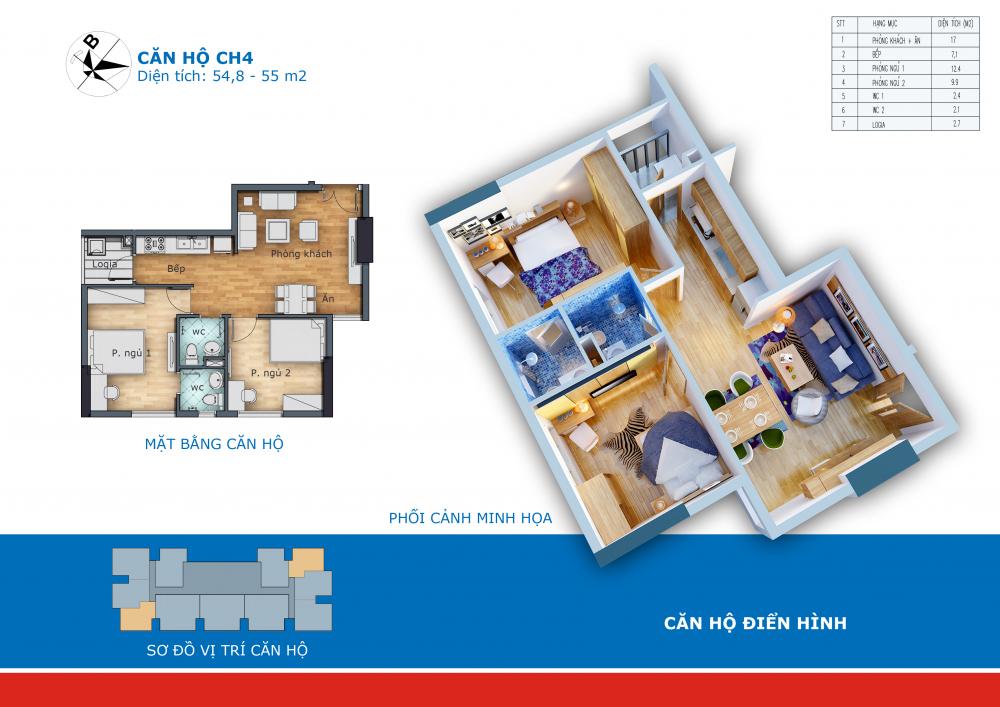 B
CĂN HỘ CH4
Diện tích: 54,8 - 55 m2
STT HẠNG MỤC DIỆN TÍCH (M2)
1 PHÒNG KHÁCH + ĂN 17
2 BẾP 7,1
3 PHÒNG NGỦ 1 12.4
4 PHÒNG NGỦ 2 9.9
5 WC 1 2.4
6 WC 2 2.1
7 LOGIA 2.7
Phòng khách
Logia
Bếp
Ăn
wc
P. ngủ 1
P. ngủ 2
wc
MẶT BẰNG CĂN HỘ
PHỐI CẢNH MINH HỌA
CĂN HỘ ĐIỂN HÌNH
SƠ ĐỒ VỊ TRÍ CĂN HỘ